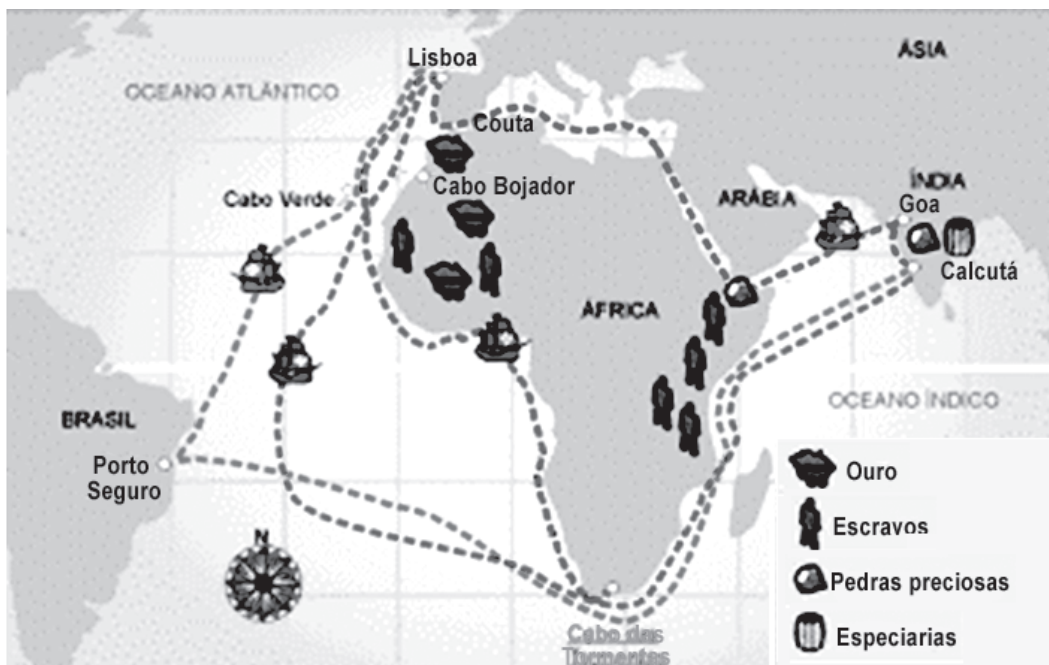 Lisboa
ÁSIA
OCEANO ATLÂNTICO
Couta
Cabo Bojador
Cabo Verde
ARÁBIA
ÍNDIA
Goa
Calcutá
ÁFRICA
OCEANO ÍNDICO
BRASIL
Porto
Seguro
N
Cabo das
Tormentas
Ouro
Escravos
Pedras preciosas
Especiarias